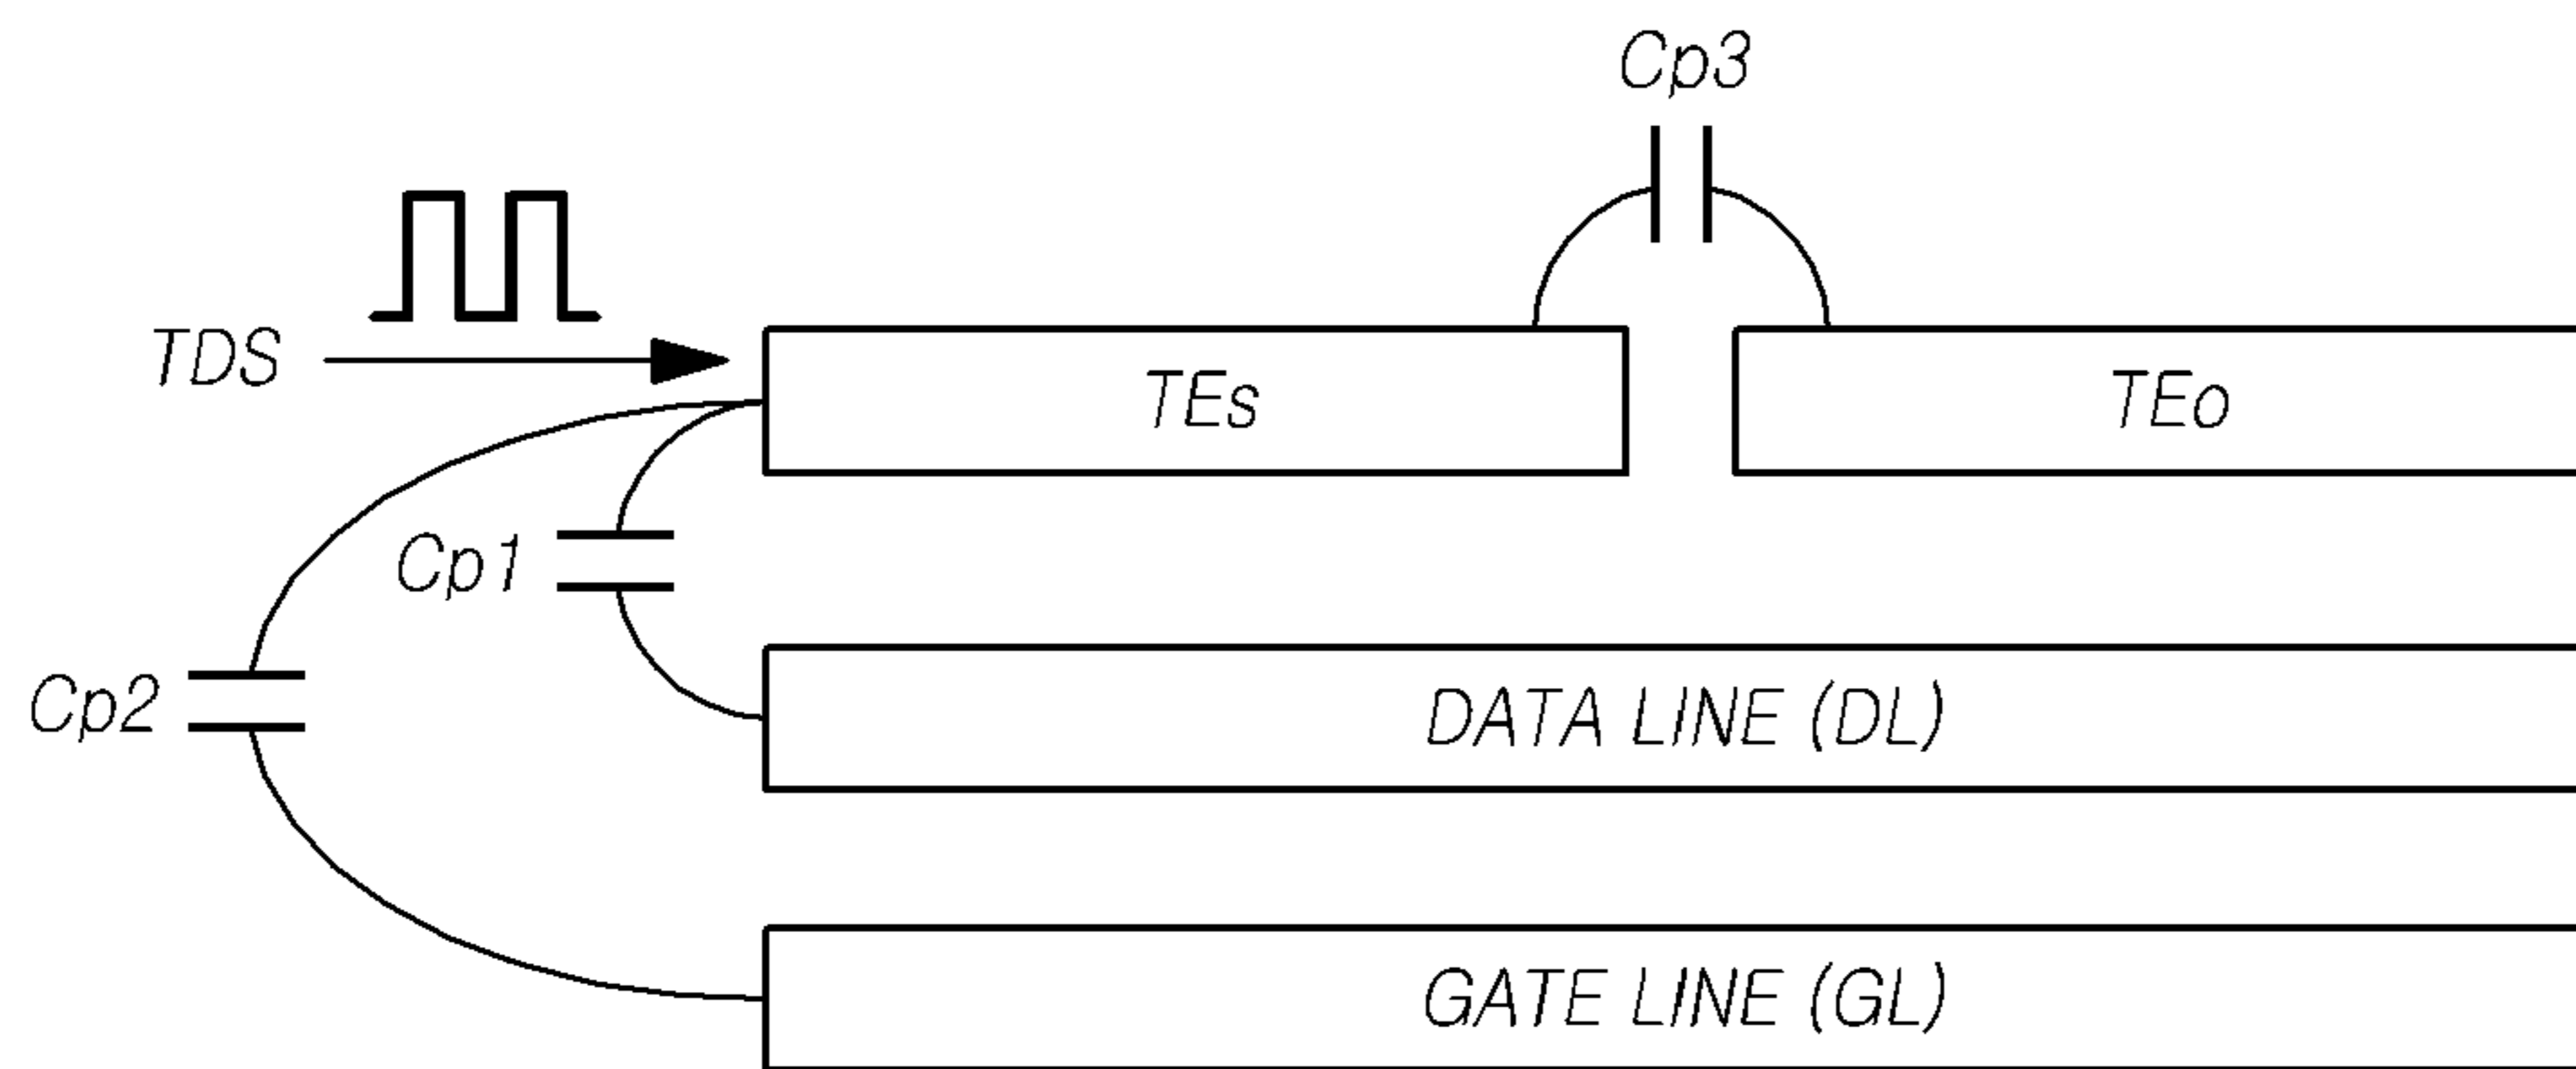 Cp3
TDS
TEs
TEo
Cp1
Cp2
DATA LINE (DL)
GATE LINE (GL)